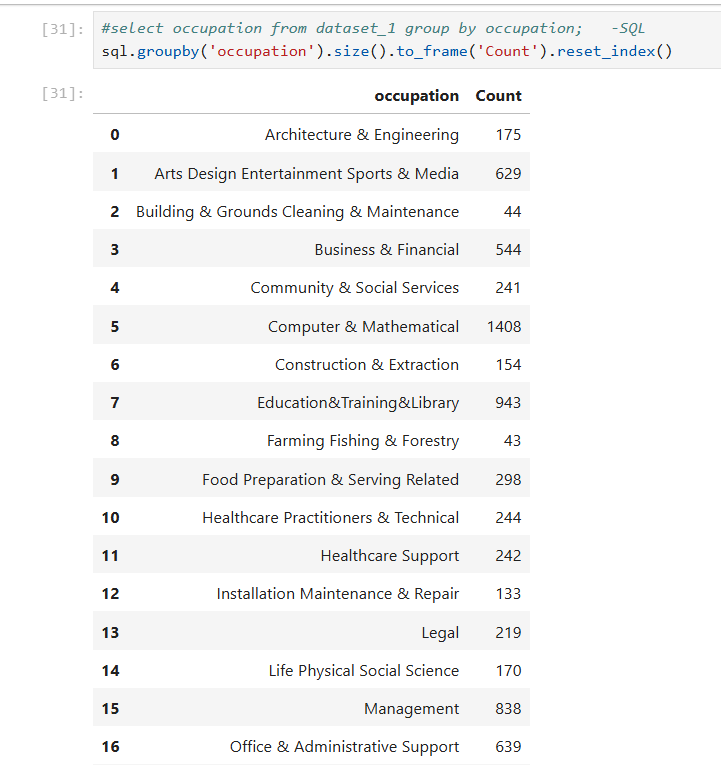 [31]: #select occupation from dataset_1 group by occupation;   -SQL
sql.groupby('occupation').size().to_frame('Count').reset_index()
[31]:
occupation Count
0 Architecture & Engineering 175
1 Arts Design Entertainment Sports & Media 629
2 Building & Grounds Cleaning & Maintenance 44
3 Business & Financial 544
4 Community & Social Services 241
5 Computer & Mathematical 1408
6 Construction & Extraction 154
7 Education&Training&Library 943
8 Farming Fishing & Forestry 43
9 Food Preparation & Serving Related 298
10 Healthcare Practitioners & Technical 244
11 Healthcare Support 242
12 Installation Maintenance & Repair 133
13 Legal 219
14 Life Physical Social Science 170
15 Management 838
16 Office & Administrative Support 639